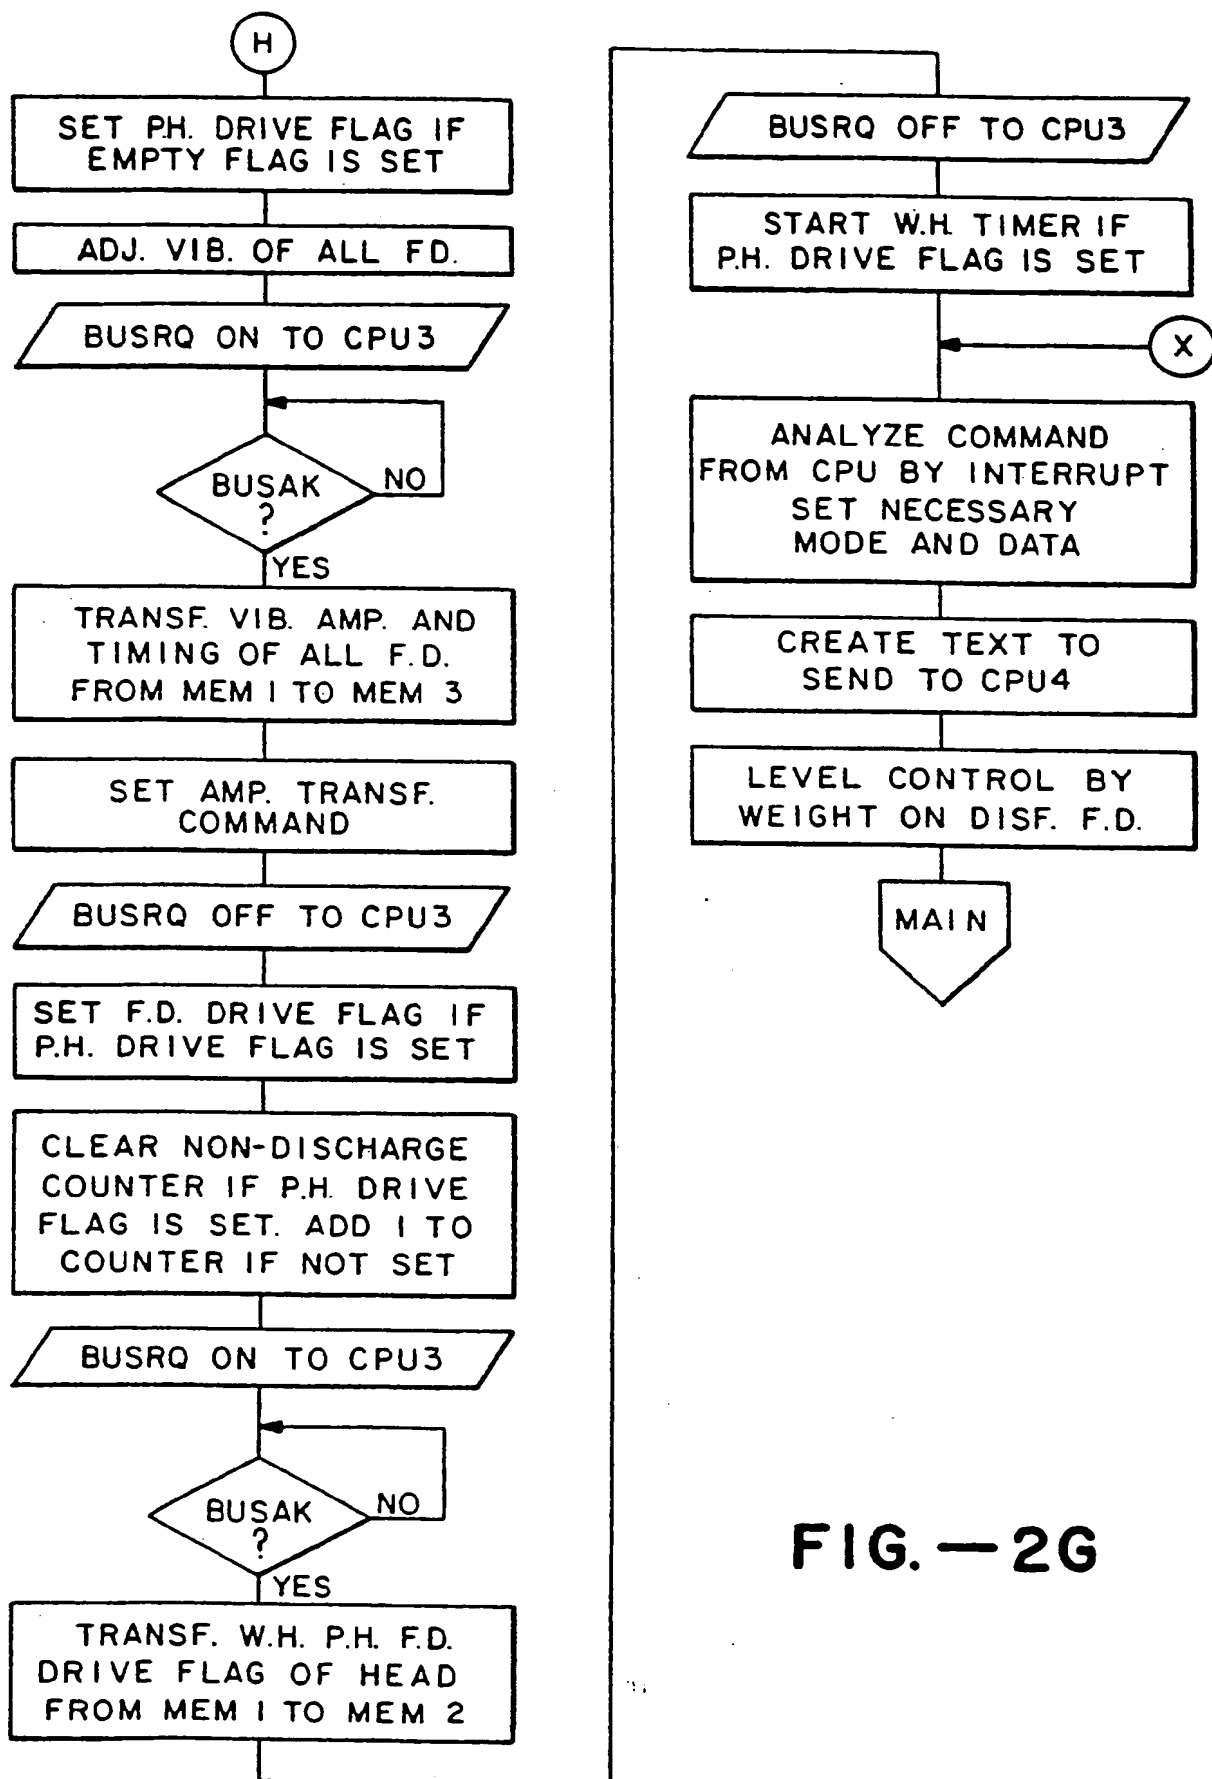 H
SET P.H. DRIVE FLAG IF
EMPTY FLAG IS SET
ADJ. VIB. OF ALL FD.
BUSRQ ON TO CPU3
BUSAK
?
NO
YES
TRANSF. VIB. AMP. AND
TIMING OF ALL F.D.
FROM MEM 1 TO MEM 3
SET AMP. TRANSF.
COMMAND
BUSRQ OFF TO CPU3
SET F.D. DRIVE FLAG IF
P.H. DRIVE FLAG IS SET
CLEAR NON-DISCHARGE
COUNTER IF P.H. DRIVE
FLAG IS SET. ADD 1 TO
COUNTER IF NOT SET
BUSRQ ON TO CPU3
BUSAK
?
NO
YES
TRANSF. W.H. P.H. F.D.
DRIVE FLAG OF HEAD
FROM MEM 1 TO MEM 2
BUSRQ OFF TO CPU3
START W.H. TIMER IF
P.H. DRIVE FLAG IS SET
X
ANALYZE COMMAND
FROM CPU BY INTERRUPT
SET NECESSARY
MODE AND DATA
CREATE TEXT TO
SEND TO CPU4
LEVEL CONTROL BY
WEIGHT ON DISF. F.D.
MAIN
FIG.—2G